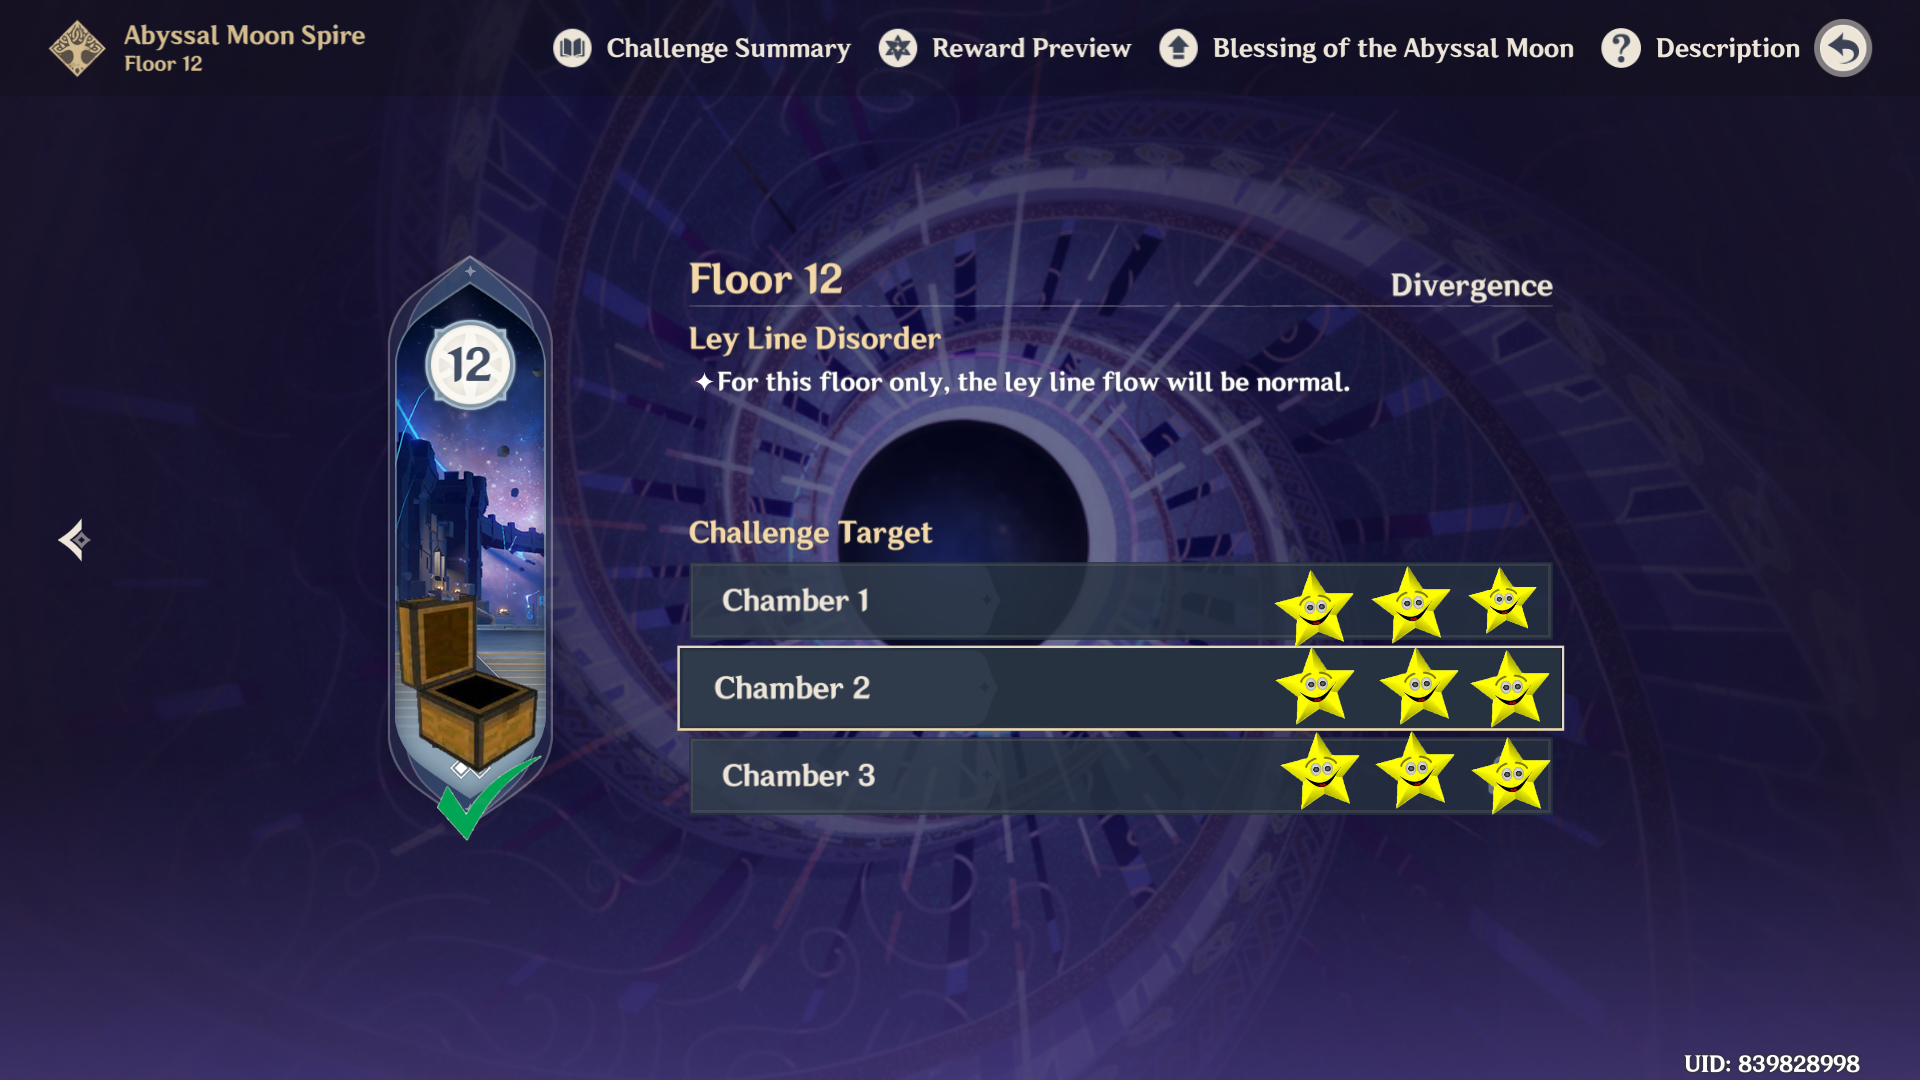 Abyssal Moon Spire
Floor 12
Challenge Summary
Reward Preview
Blessing of the Abyssal Moon
? Description
12
Floor 12
Divergence
Ley Line Disorder
✦For this floor only, the ley line flow will be normal.
Challenge Target
Chamber 1
Chamber 2
Chamber 3
UID: 839828998